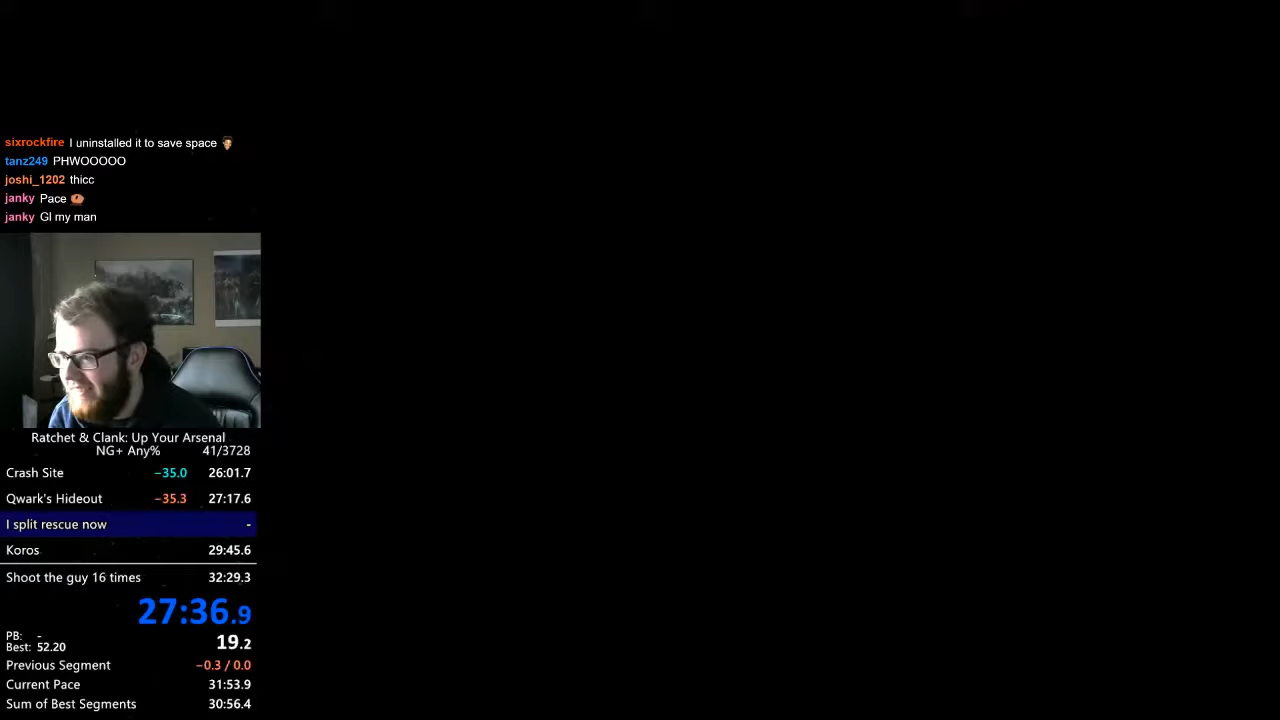 sixrockfire I uninstalled it to save space
tanz249 PHWOOOOO
joshi_1202 thicc
janky Pace
janky Gl my man
Ratchet & Clank: Up Your Arsenal
NG+ Any% 41/3728
Crash Site −35.0 26:01.7
Qwark's Hideout −35.3 27:17.6
I split rescue now -
Koros 29:45.6
Shoot the guy 16 times 32:29.3
27:36.9
PB: -
Best: 52.20 19.2
Previous Segment −0.3 / 0.0
Current Pace 31:53.9
Sum of Best Segments 30:56.4